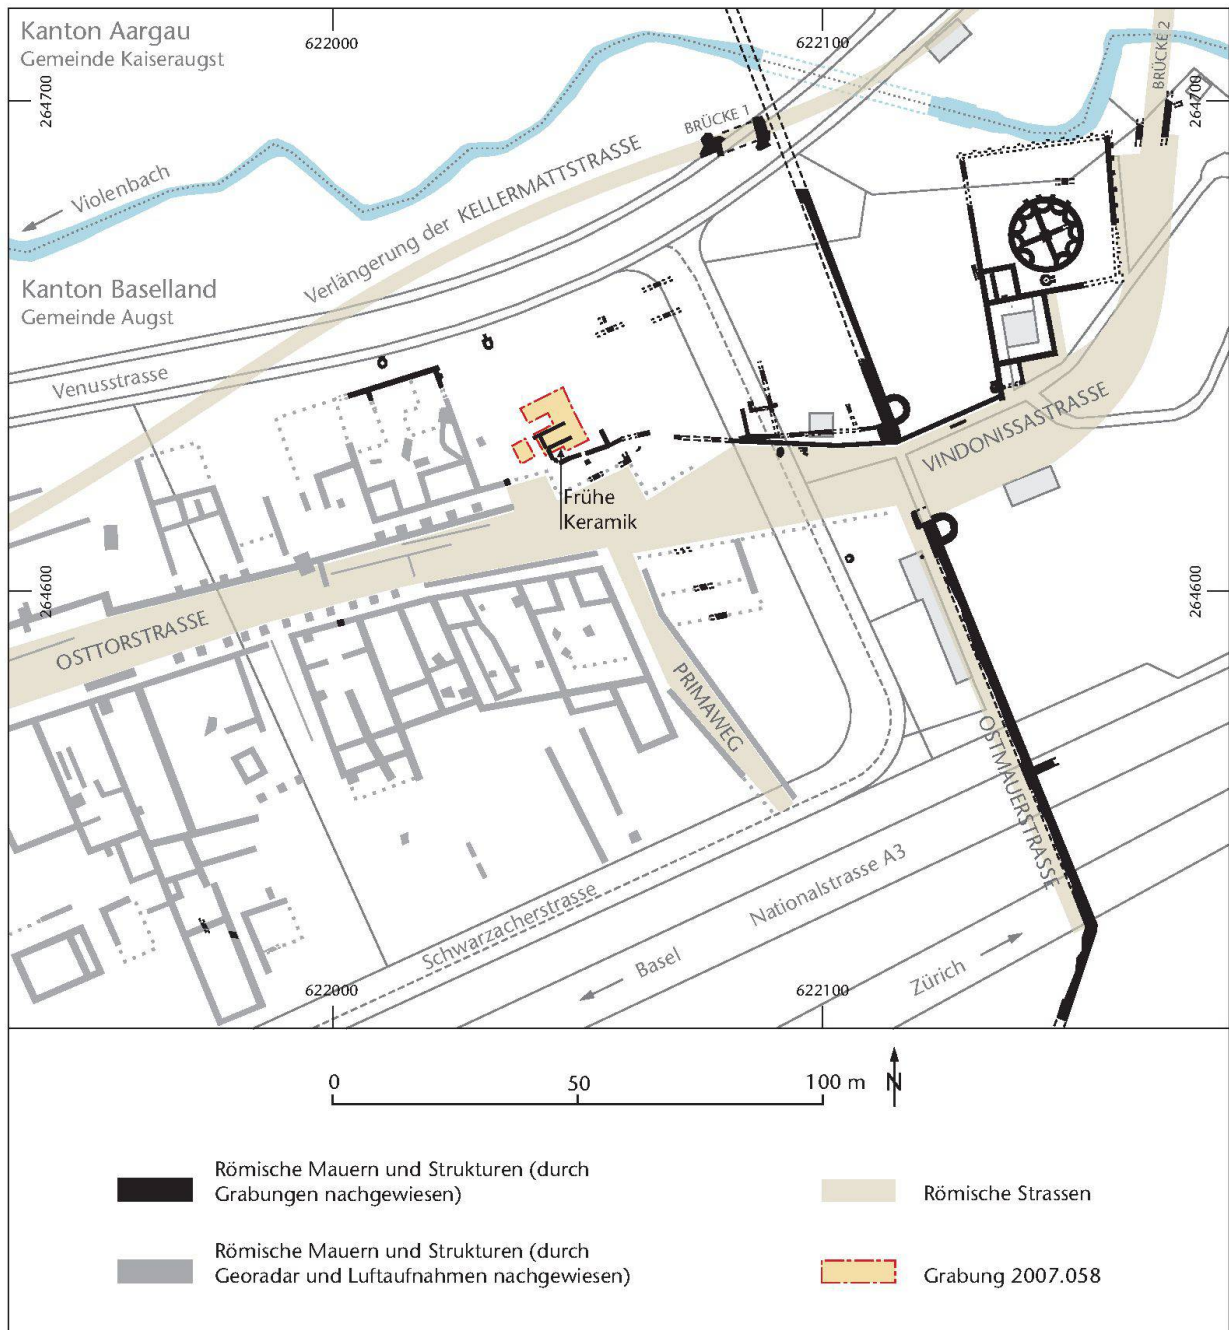 Kanton Aargau
Gemeinde Kaiseraugst
622000
622100
264700
264700
BRÜCKE 2
BRÜCKE 1
Violenbach
Verlängerung der KELLERMATTSTRASSE
Kanton Baselland
Gemeinde Augst
Venusstrasse
VINDONISSASTRASSE
Frühe
Keramik
264600
264600
OSTTORSTRASSE
PRIMAWEG
OSTMAUERSTRASSE
Nationalstrasse A3
Schwarzacherstrasse
Basel
Zürich
622000
622100
0
50
100 m
N
Römische Mauern und Strukturen (durch
Grabungen nachgewiesen)
Römische Strassen
Römische Mauern und Strukturen (durch
Georadar und Luftaufnahmen nachgewiesen)
Grabung 2007.058